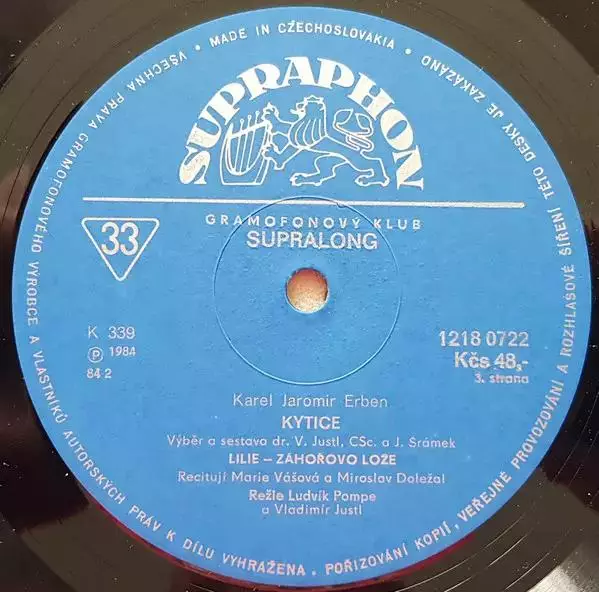 VŠECHNA PRÁVA GRAMOFONOVÉHO VÝROBCE A VLASTNÍKŮ AUTORSKÝCH PRÁV K DÍLU VYHRAŽENA. POŘIZOVÁNÍ KOPIÍ, VEŘEJNÉ PROVOZOVÁNÍ A ROZHLASOVÉ ŠÍŘENÍ TÉTO DESKY JE ZAKÁZÁNO
• MADE IN CZECHOSLOVAKIA •
SUPRAPHON
GRAMOFONOVÝ KLUB
SUPRALONG
33
K 339
Ⓟ 1984
84 2
1218 0722
Kčs 48,-
3. strana
Karel Jaromír Erben
KYTICE
Výběr a sestava dr. V. Justl, CSc. a J. Šrámek
LILIE – ZÁHOŘOVO LOŽE
Recitují Marie Vášová a Miroslav Doležal
Režie Ludvík Pompe
a Vladimír Justl